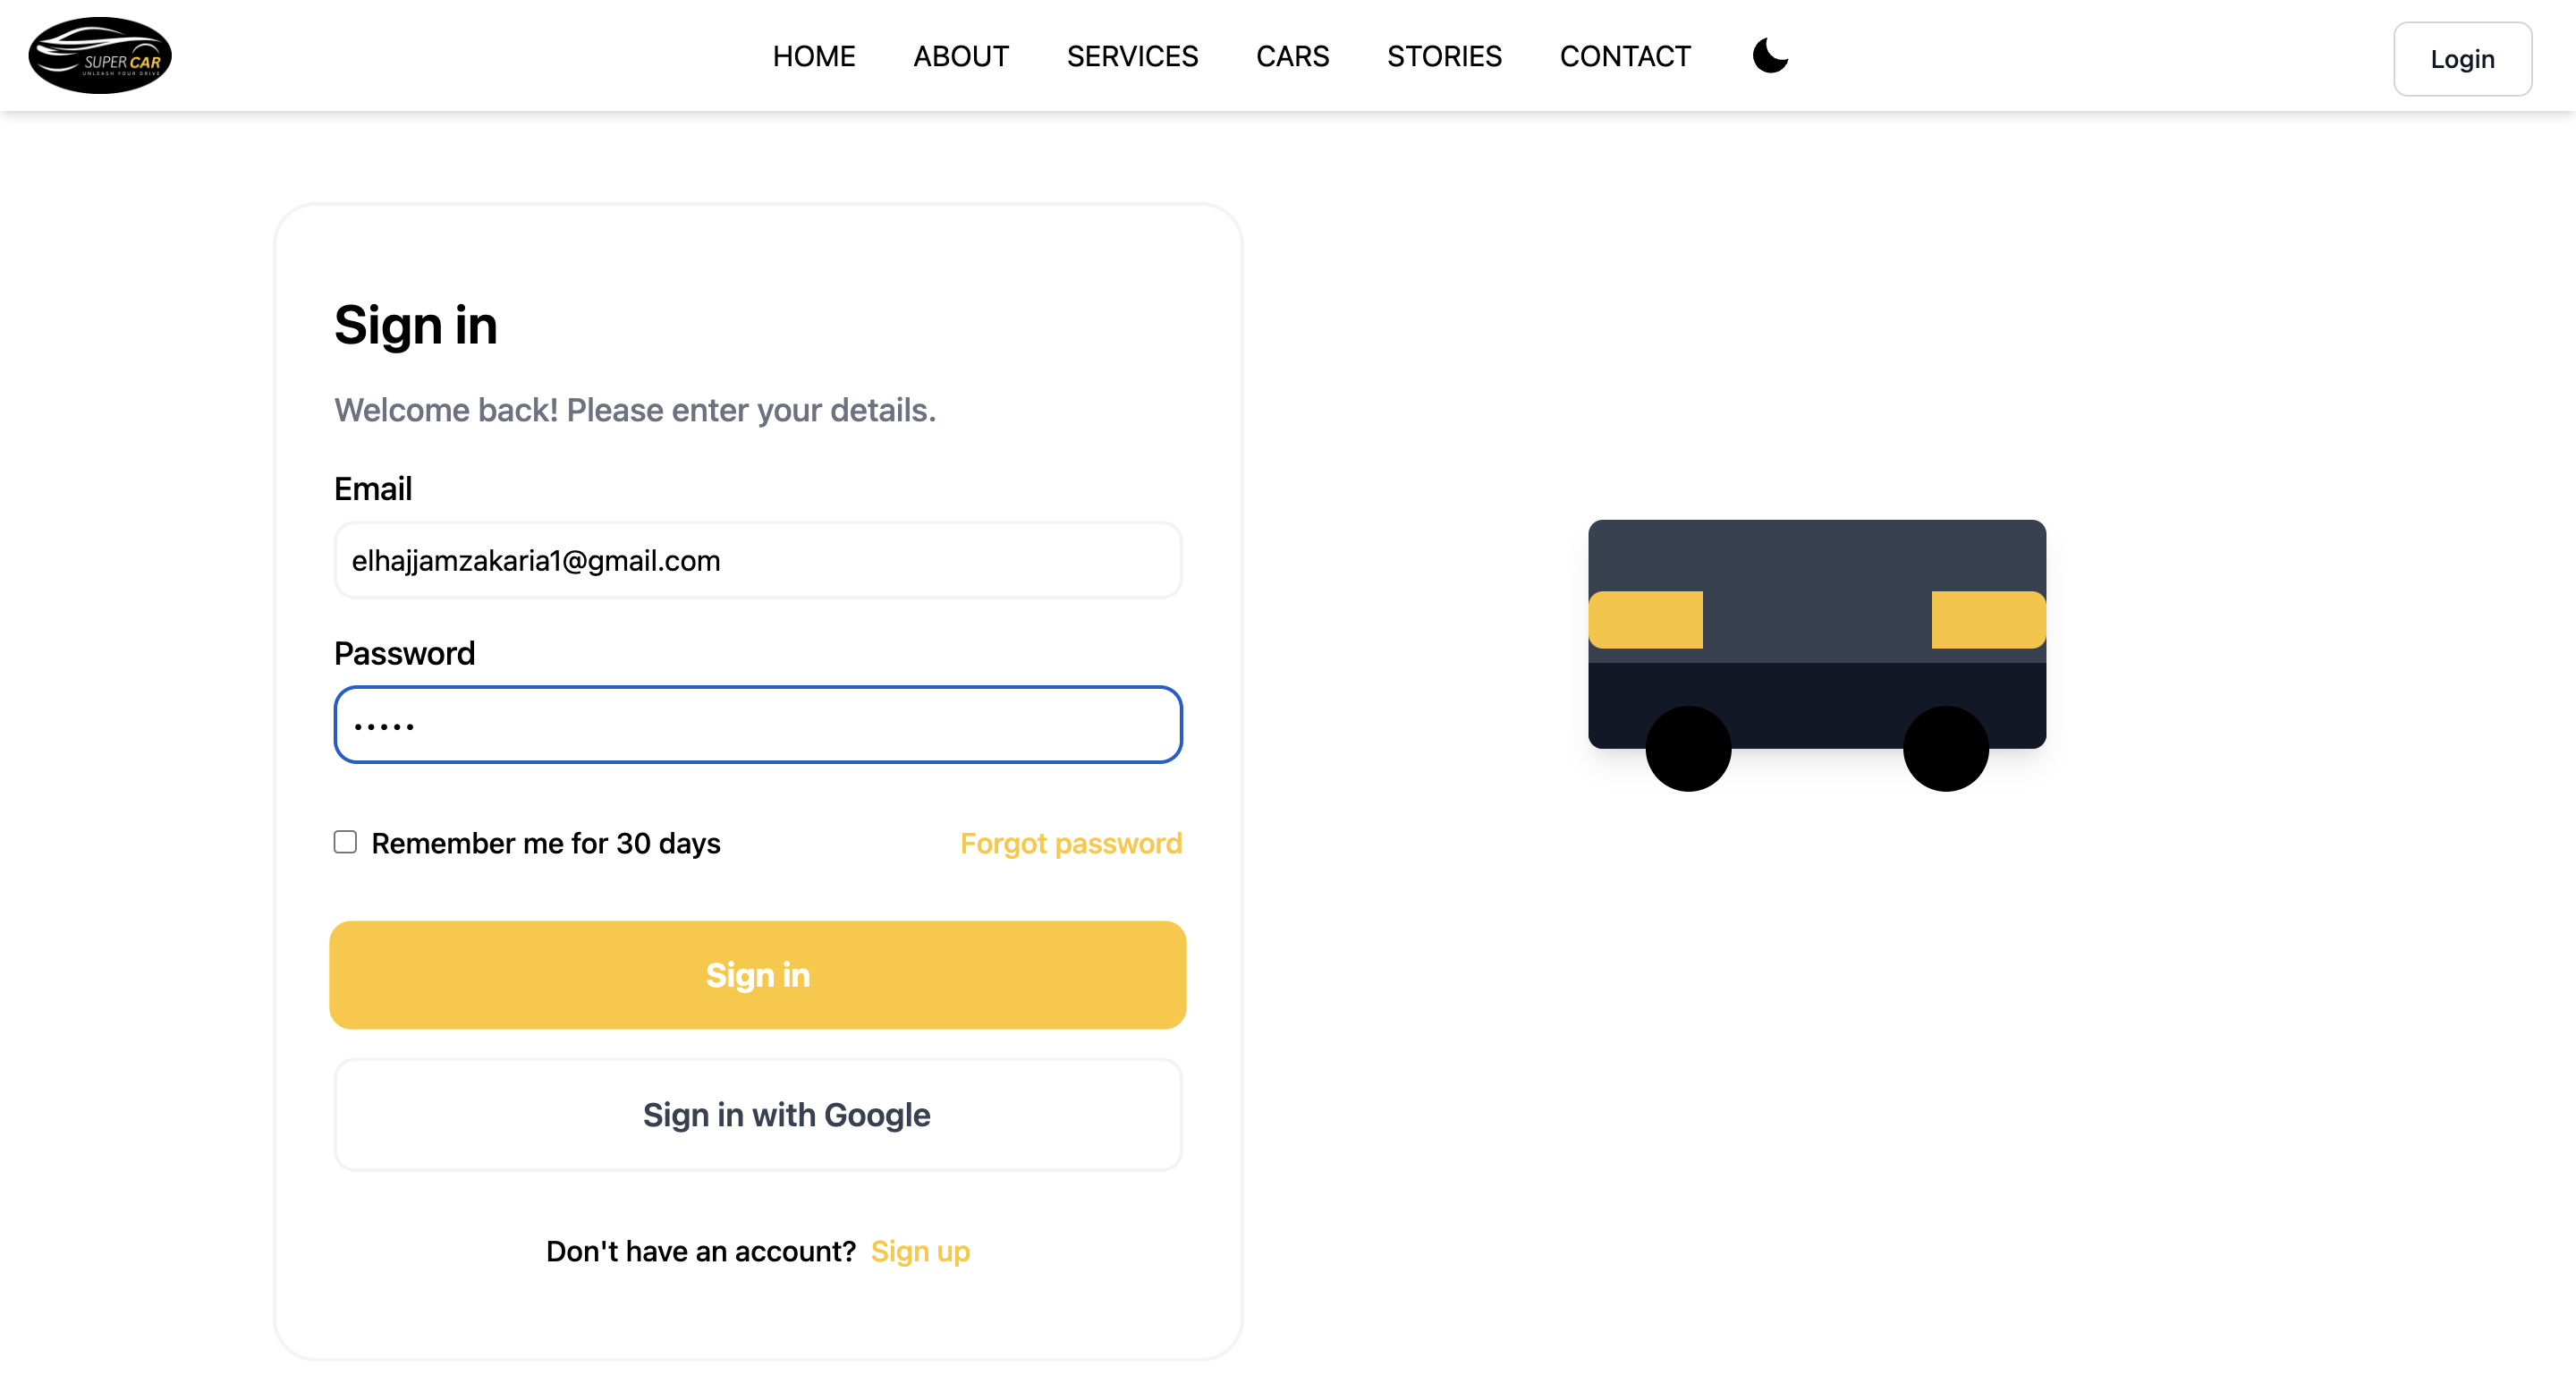 SUPER CAR
UNLEASH YOUR DRIVE
HOME ABOUT SERVICES CARS STORIES CONTACT
Login
Sign in
Welcome back! Please enter your details.
Email
elhajjamzakaria1@gmail.com
Password
•••••
Remember me for 30 days
Forgot password
Sign in
Sign in with Google
Don't have an account? Sign up